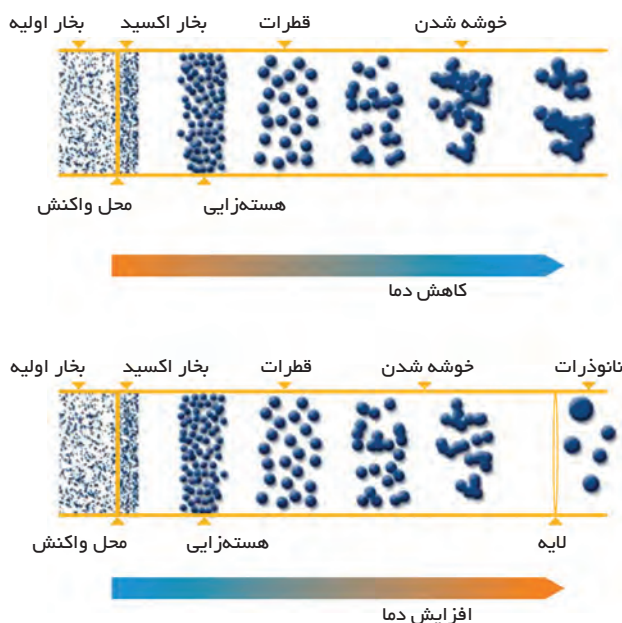 بخار اولیه بخار اکسید قطرات خوشه شدن
محل واکنش هسته‌زایی
کاهش دما
بخار اولیه بخار اکسید قطرات خوشه شدن نانوذرات
محل واکنش هسته‌زایی لایه
افزایش دما